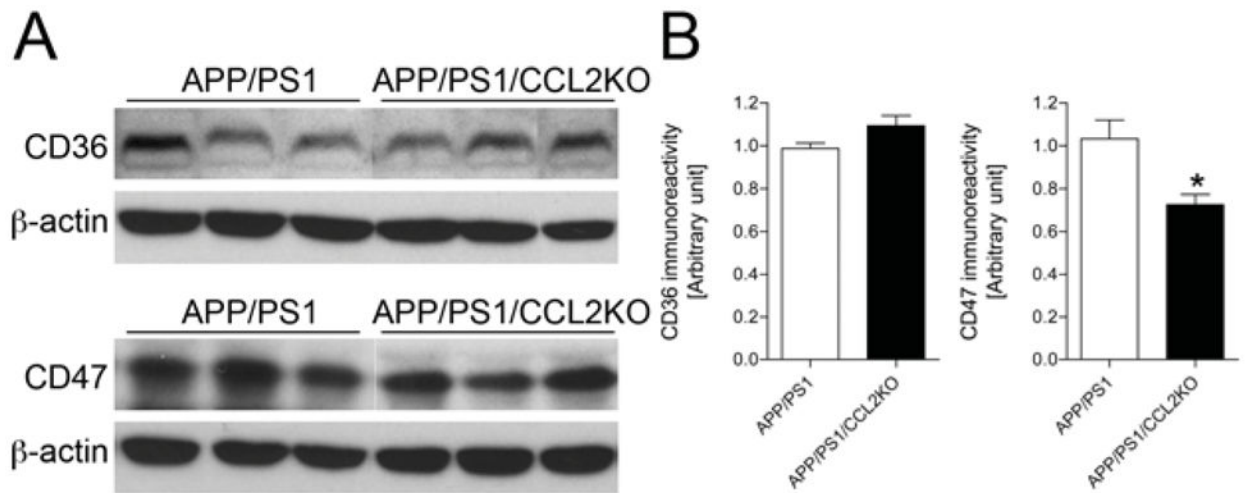 A
APP/PS1 APP/PS1/CCL2KO
CD36
β-actin
APP/PS1 APP/PS1/CCL2KO
CD47
β-actin
B
CD36 immunoreactivity
[Arbitrary unit]
1.2
1.0
0.8
0.6
0.4
0.2
0.0
APP/PS1
APP/PS1/CCL2KO
CD47 immunoreactivity
[Arbitrary unit]
1.2
1.0
0.8
0.6
0.4
0.2
0.0
*
APP/PS1
APP/PS1/CCL2KO